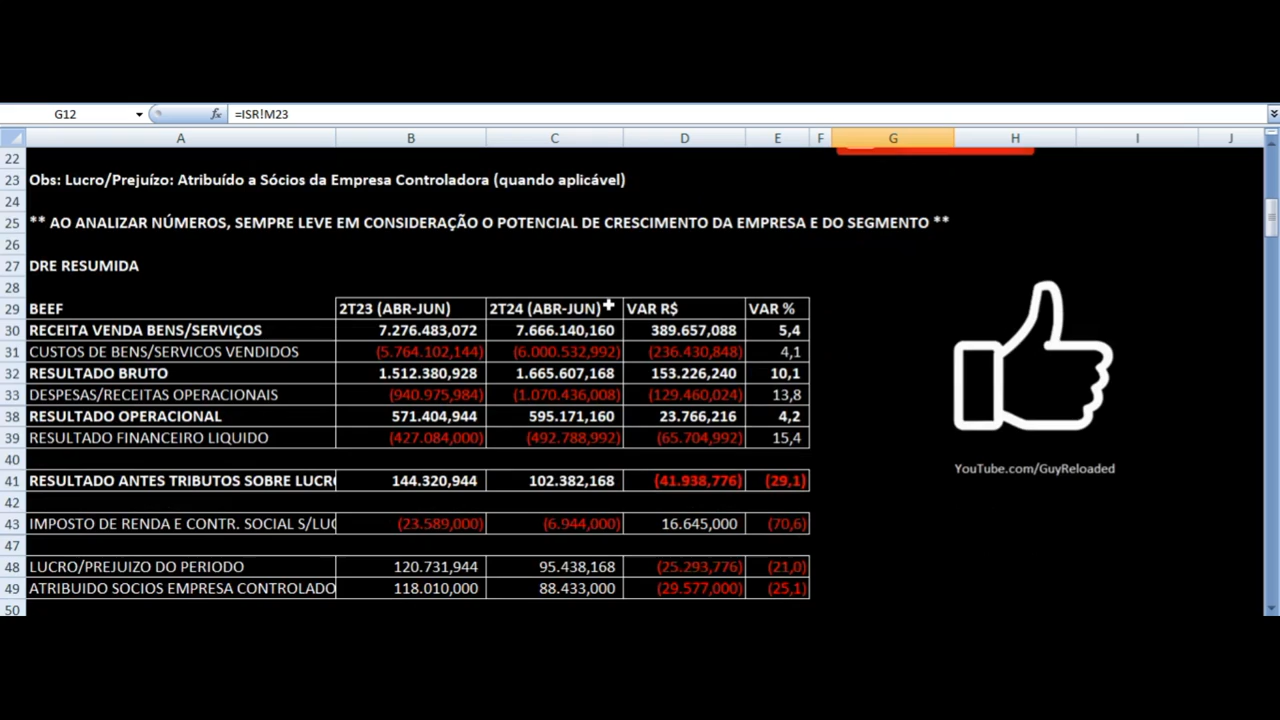 G12 fx =ISR!M23
A B C D E F G H I J
22
23 Obs: Lucro/Prejuízo: Atribuído a Sócios da Empresa Controladora (quando aplicável)
24
25 ** AO ANALIZAR NÚMEROS, SEMPRE LEVE EM CONSIDERAÇÃO O POTENCIAL DE CRESCIMENTO DA EMPRESA E DO SEGMENTO **
26
27 DRE RESUMIDA
28
29 BEEF 2T23 (ABR-JUN) 2T24 (ABR-JUN) VAR R$ VAR %
30 RECEITA VENDA BENS/SERVIÇOS 7.276.483,072 7.666.140,160 389.657,088 5,4
31 CUSTOS DE BENS/SERVICOS VENDIDOS (5.764.102,144) (6.000.532,992) (236.430,848) 4,1
32 RESULTADO BRUTO 1.512.380,928 1.665.607,168 153.226,240 10,1
33 DESPESAS/RECEITAS OPERACIONAIS (940.975,984) (1.070.436,008) (129.460,024) 13,8
38 RESULTADO OPERACIONAL 571.404,944 595.171,160 23.766,216 4,2
39 RESULTADO FINANCEIRO LIQUIDO (427.084,000) (492.788,992) (65.704,992) 15,4
40
41 RESULTADO ANTES TRIBUTOS SOBRE LUCRO 144.320,944 102.382,168 (41.938,776) (29,1)
42
43 IMPOSTO DE RENDA E CONTR. SOCIAL S/LUC (23.589,000) (6.944,000) 16.645,000 (70,6)
47
48 LUCRO/PREJUIZO DO PERIODO 120.731,944 95.438,168 (25.293,776) (21,0)
49 ATRIBUIDO SOCIOS EMPRESA CONTROLADO 118.010,000 88.433,000 (29.577,000) (25,1)
50
YouTube.com/GuyReloaded